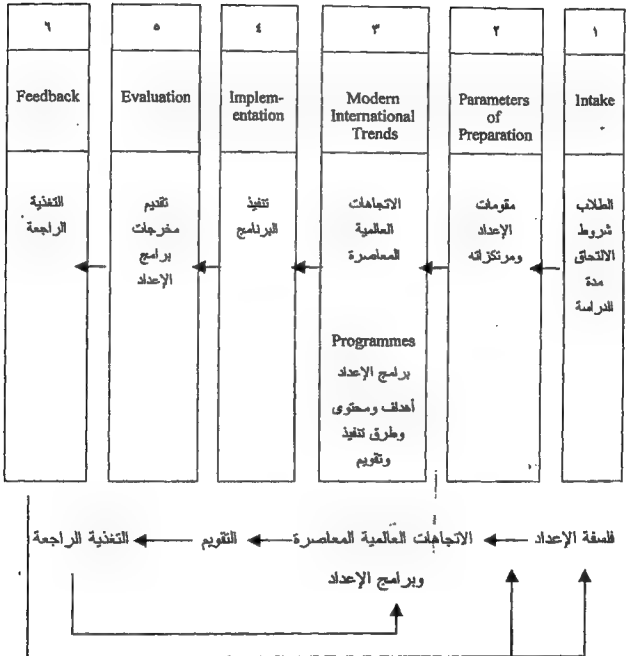 ١
Intake
الطلاب
شروط
الالتحاق
مدة
الدراسة
٢
Parameters
of
Preparation
مقومات
الإعداد
ومرتكزاته
٣
Modern
International
Trends
الاتجاهات
العالمية
المعاصرة
Programmes
برامج الإعداد
أهداف ومحتوى
وطرق تنفيذ
وتقويم
٤
Implem-
entation
تنفيذ
البرنامج
٥
Evaluation
تقديم
مخرجات
برامج
الإعداد
٦
Feedback
التغذية
الراجعة
فلسفة الإعداد الاتجاهات العالمية المعاصرة التقويم التغذية الراجعة
وبرامج الإعداد